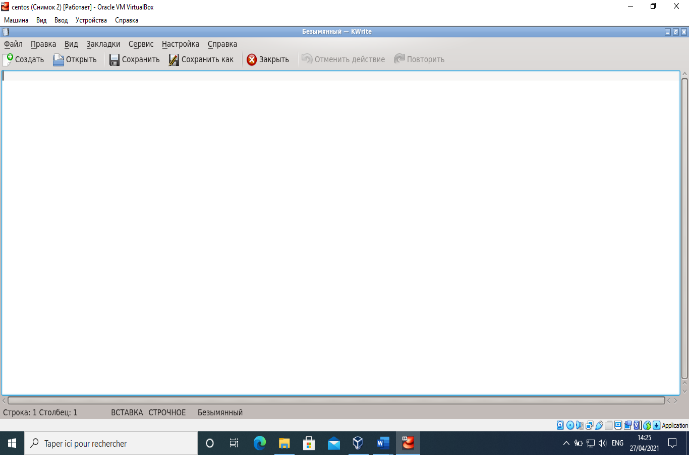 centos (Снимок 2) [Работает] - Oracle VM VirtualBox
Машина Вид Ввод Устройства Справка
Безымянный — KWrite
Файл Правка Вид Закладки Сервис Настройка Справка
Создать Открыть Сохранить Сохранить как Закрыть Отменить действие Повторить
Строка: 1 Столбец: 1 ВСТАВКА СТРОЧНОЕ Безымянный
Application
Taper ici pour rechercher
ENG
14:25
27/04/2021